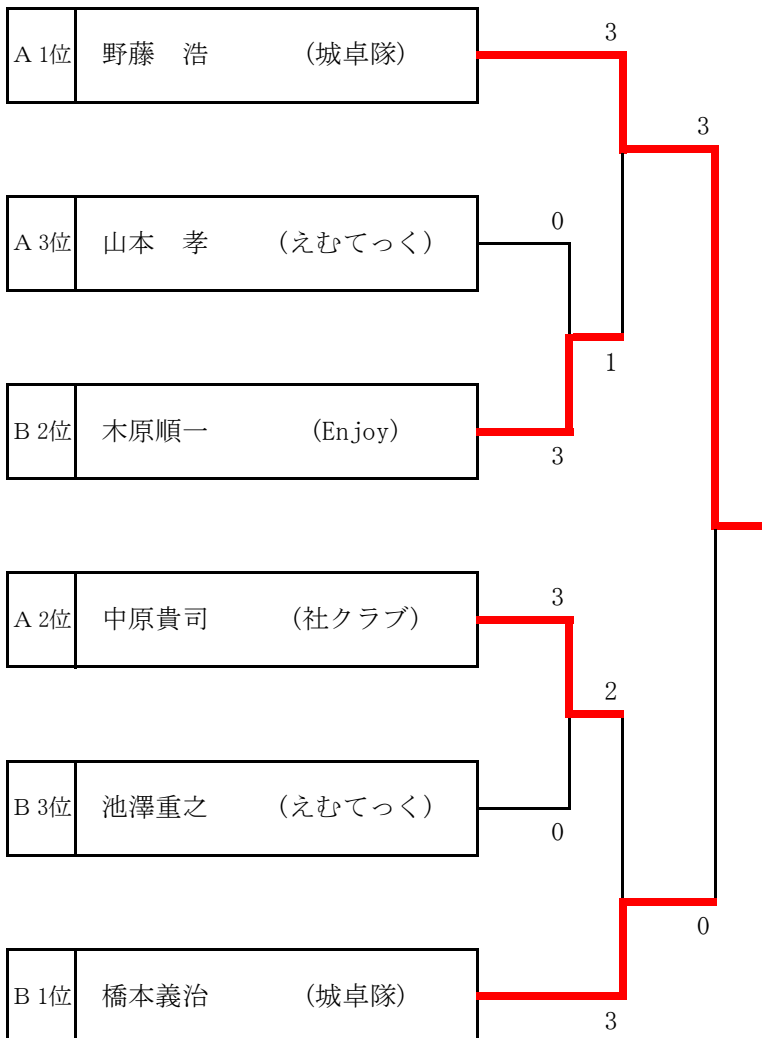 3
A 1位 野藤 浩 (城卓隊)
3
0
A 3位 山本 孝 (えむてっく)
1
B 2位 木原順一 (Enjoy)
3
3
A 2位 中原貴司 (社クラブ)
2
B 3位 池澤重之 (えむてっく)
0
0
B 1位 橋本義治 (城卓隊)
3